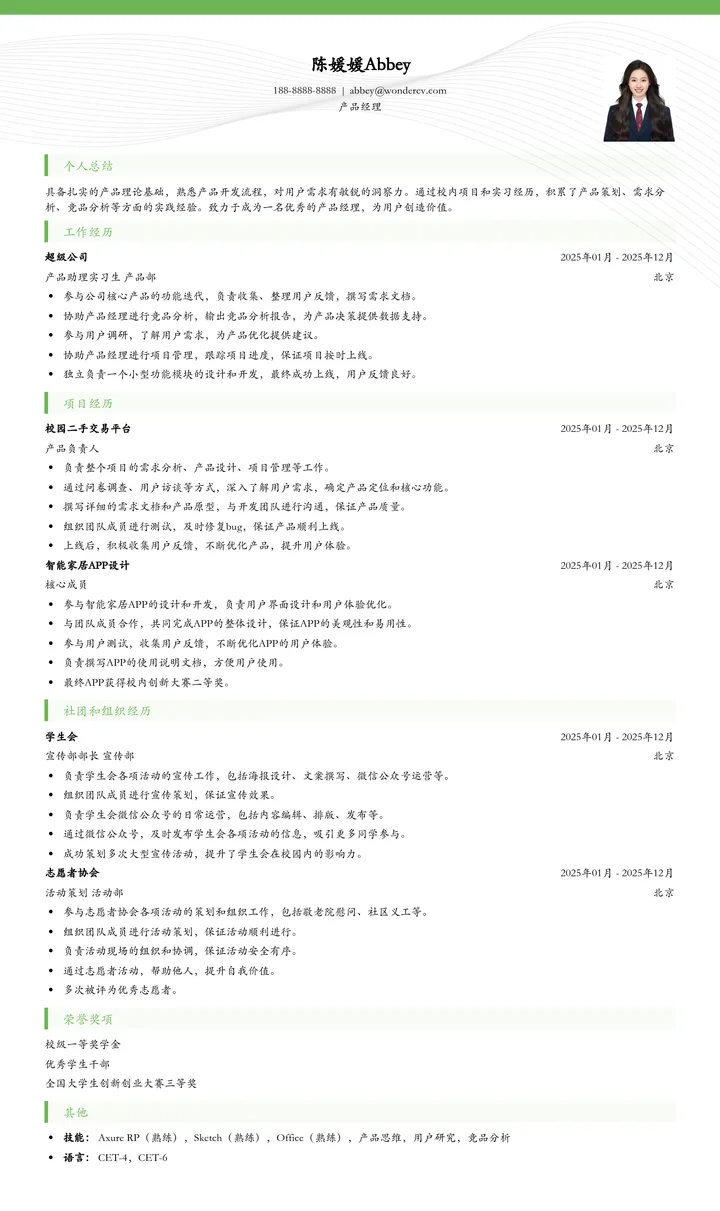 陈媛媛Abbey
188-8888-8888 | abbey@wondercv.com
产品经理
个人总结
具备扎实的产品理论基础，熟悉产品开发流程，对用户需求有敏锐的洞察力。通过校内项目和实习经历，积累了产品策划、需求分
析、竞品分析等方面的实践经验。致力于成为一名优秀的产品经理，为用户创造价值。
工作经历
超级公司 2025年01月 - 2025年12月
产品助理实习生 产品部 北京
• 参与公司核心产品的功能迭代，负责收集、整理用户反馈，撰写需求文档。
• 协助产品经理进行竞品分析，输出竞品分析报告，为产品决策提供数据支持。
• 参与用户调研，了解用户需求，为产品优化提供建议。
• 协助产品经理进行项目管理，跟踪项目进度，保证项目按时上线。
• 独立负责一个小型功能模块的设计和开发，最终成功上线，用户反馈良好。
项目经历
校园二手交易平台 2025年01月 - 2025年12月
产品负责人 北京
• 负责整个项目的需求分析、产品设计、项目管理等工作。
• 通过问卷调查、用户访谈等方式，深入了解用户需求，确定产品定位和核心功能。
• 撰写详细的需求文档和产品原型，与开发团队进行沟通，保证产品质量。
• 组织团队成员进行测试，及时修复bug，保证产品顺利上线。
• 上线后，积极收集用户反馈，不断优化产品，提升用户体验。
智能家居APP设计 2025年01月 - 2025年12月
核心成员 北京
• 参与智能家居APP的设计和开发，负责用户界面设计和用户体验优化。
• 与团队成员合作，共同完成APP的整体设计，保证APP的美观性和易用性。
• 参与用户测试，收集用户反馈，不断优化APP的用户体验。
• 负责撰写APP的使用说明文档，方便用户使用。
• 最终APP获得校内创新大赛二等奖。
社团和组织经历
学生会 2025年01月 - 2025年12月
宣传部部长 宣传部 北京
• 负责学生会各项活动的宣传工作，包括海报设计、文案撰写、微信公众号运营等。
• 组织团队成员进行宣传策划，保证宣传效果。
• 负责学生会微信公众号的日常运营，包括内容编辑、排版、发布等。
• 通过微信公众号，及时发布学生会各项活动的信息，吸引更多同学参与。
• 成功策划多次大型宣传活动，提升了学生会在校园内的影响力。
志愿者协会 2025年01月 - 2025年12月
活动策划 活动部 北京
• 参与志愿者协会各项活动的策划和组织工作，包括敬老院慰问、社区义工等。
• 组织团队成员进行活动策划，保证活动顺利进行。
• 负责活动现场的组织和协调，保证活动安全有序。
• 通过志愿者活动，帮助他人，提升自我价值。
• 多次被评为优秀志愿者。
荣誉奖项
校级一等奖学金
优秀学生干部
全国大学生创新创业大赛三等奖
其他
• 技能： Axure RP（熟练），Sketch（熟练），Office（熟练），产品思维，用户研究，竞品分析
• 语言： CET-4，CET-6